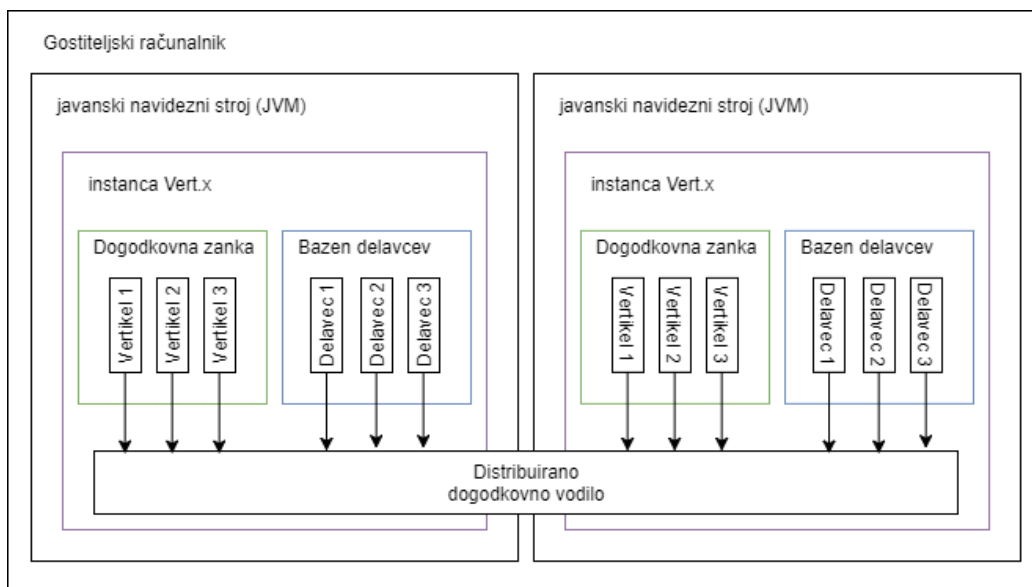 Gostiteljski računalnik
javanski navidezni stroj (JVM)
instanca Vert.x
Dogodkovna zanka
Vertikel 1
Vertikel 2
Vertikel 3
Bazen delavcev
Delavec 1
Delavec 2
Delavec 3
javanski navidezni stroj (JVM)
instanca Vert.x
Dogodkovna zanka
Vertikel 1
Vertikel 2
Vertikel 3
Bazen delavcev
Delavec 1
Delavec 2
Delavec 3
Distribuirano
dogodkovno vodilo